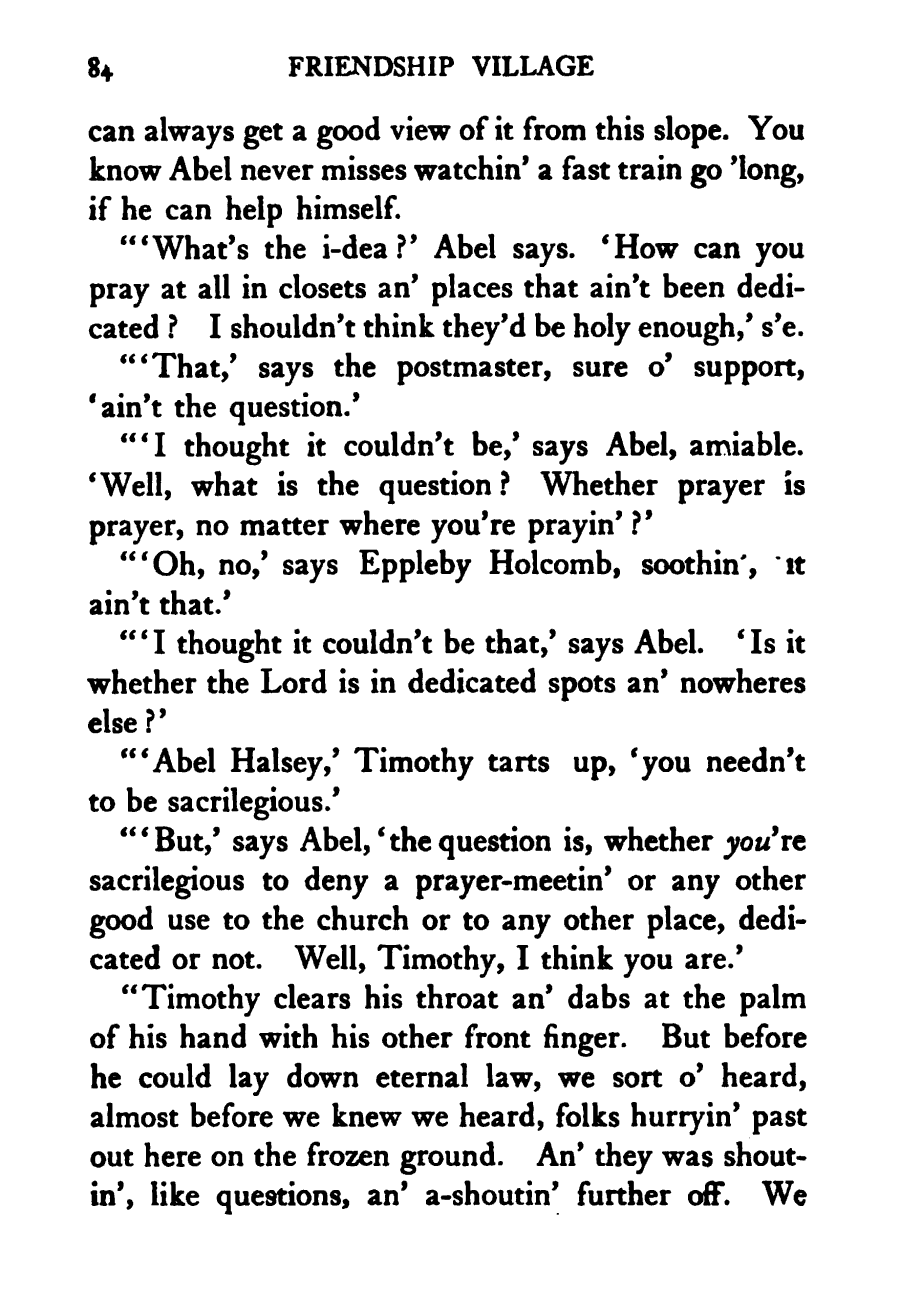 84 FRIENDSHIP VILLAGE
can always get a good view of it from this slope. You
know Abel never misses watchin' a fast train go 'long,
if he can help himself.
"'What's the i-dea?' Abel says. 'How can you
pray at all in closets an' places that ain't been dedi-
cated? I shouldn't think they'd be holy enough,' s'e.
"'That,' says the postmaster, sure o' support,
'ain't the question.'
"'I thought it couldn't be,' says Abel, amiable.
'Well, what is the question? Whether prayer is
prayer, no matter where you're prayin'?'
"'Oh, no,' says Eppleby Holcomb, soothin', 'it
ain't that.'
"'I thought it couldn't be that,' says Abel. 'Is it
whether the Lord is in dedicated spots an' nowheres
else?'
"'Abel Halsey,' Timothy tarts up, 'you needn't
to be sacrilegious.'
"'But,' says Abel, 'the question is, whether you're
sacrilegious to deny a prayer-meetin' or any other
good use to the church or to any other place, dedi-
cated or not. Well, Timothy, I think you are.'
"Timothy clears his throat an' dabs at the palm
of his hand with his other front finger. But before
he could lay down eternal law, we sort o' heard,
almost before we knew we heard, folks hurryin' past
out here on the frozen ground. An' they was shout-
in', like questions, an' a-shoutin' further off. We